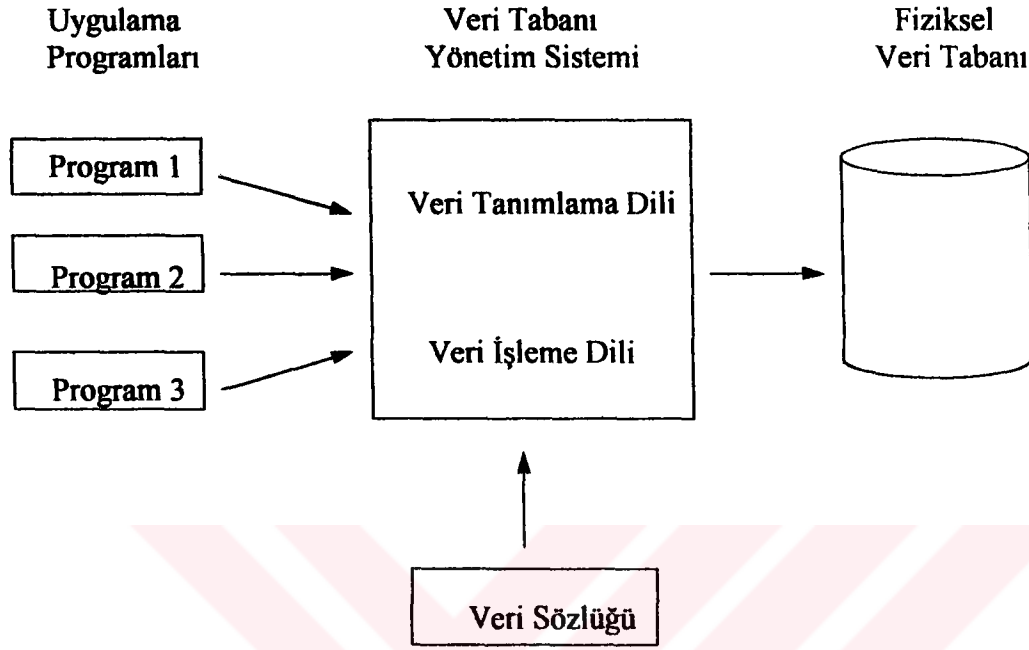 Uygulama
Programları
Veri Tabanı
Yönetim Sistemi
Fiziksel
Veri Tabanı
Program 1
Program 2
Program 3
Veri Tanımlama Dili
Veri İşleme Dili
Veri Sözlüğü